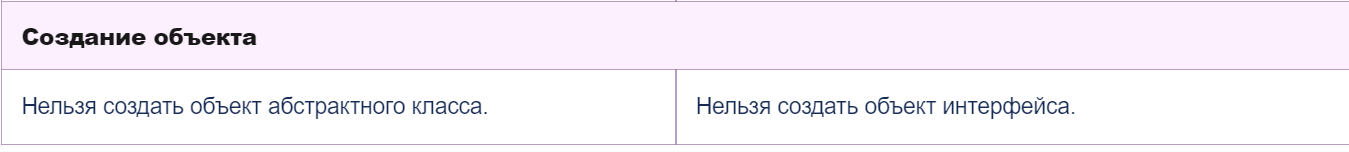 Создание объекта
Нельзя создать объект абстрактного класса.
Нельзя создать объект интерфейса.